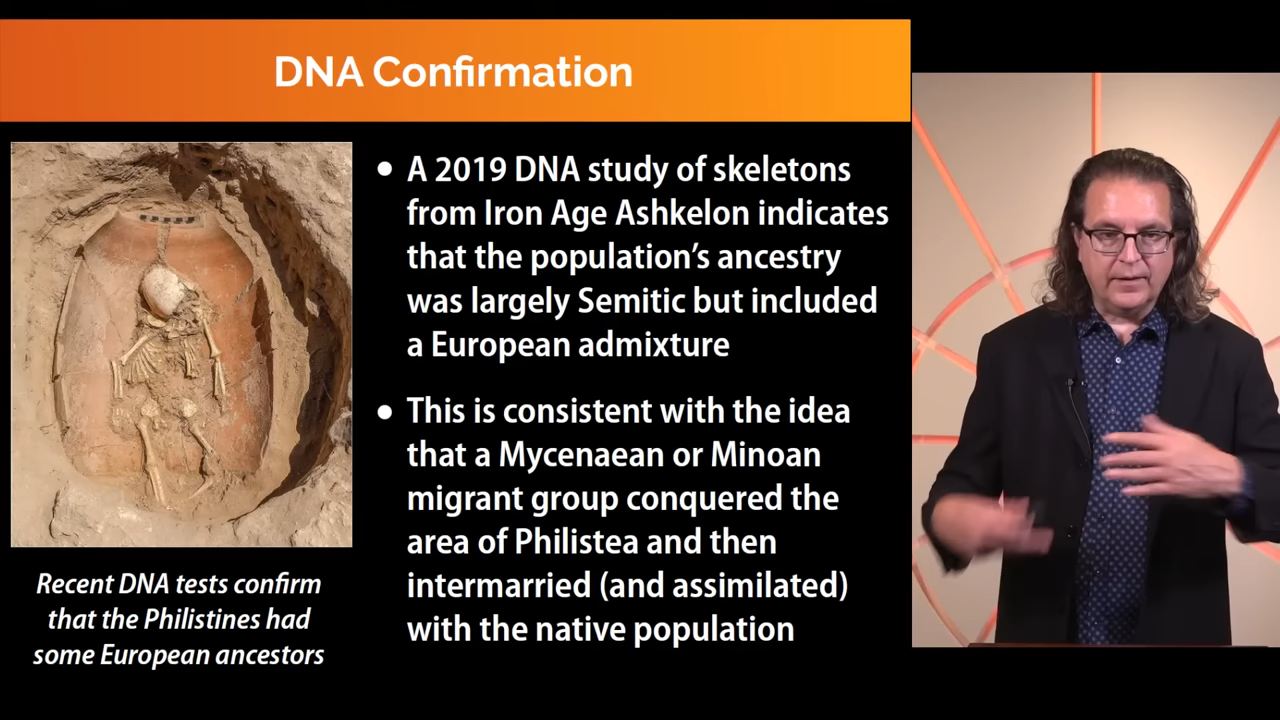 DNA Confirmation
• A 2019 DNA study of skeletons
from Iron Age Ashkelon indicates
that the population’s ancestry
was largely Semitic but included
a European admixture
• This is consistent with the idea
that a Mycenaean or Minoan
migrant group conquered the
area of Philistea and then
intermarried (and assimilated)
with the native population
Recent DNA tests confirm
that the Philistines had
some European ancestors